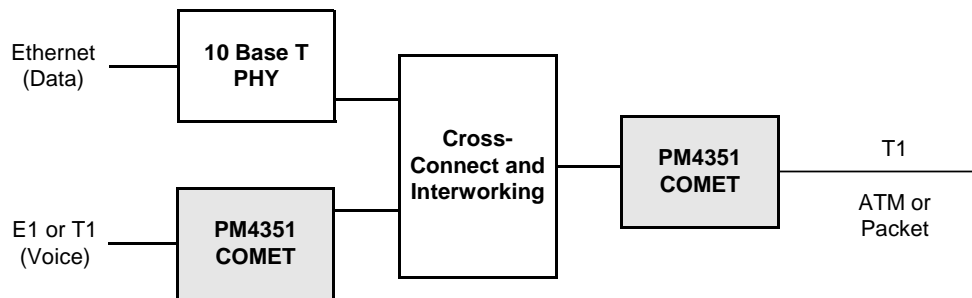 Ethernet
(Data)
10 Base T
PHY
Cross-
Connect and
Interworking
E1 or T1
(Voice)
PM4351
COMET
PM4351
COMET
T1
ATM or
Packet